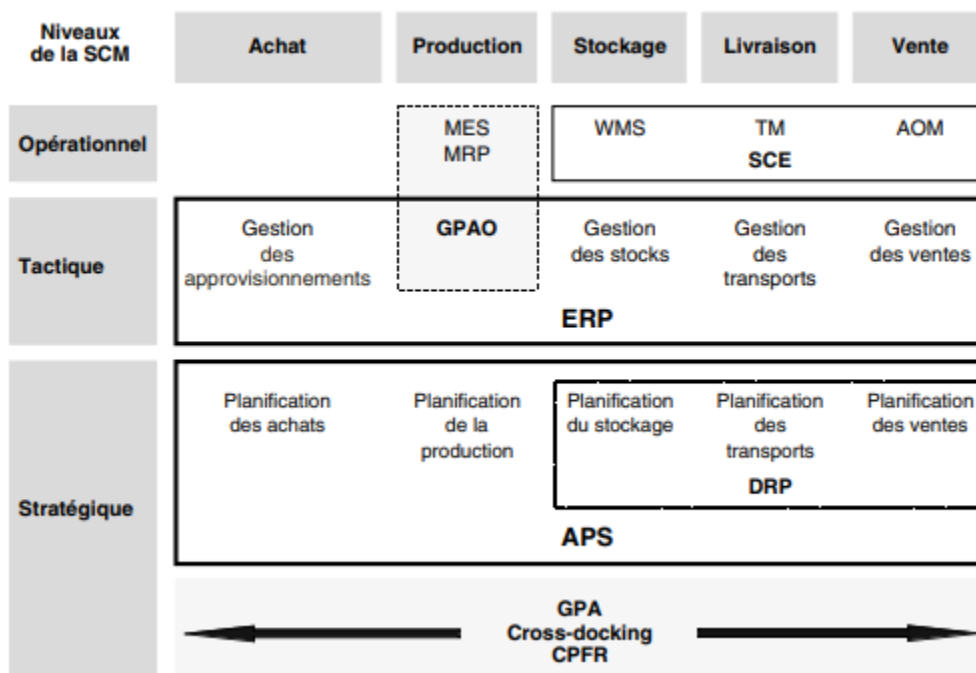 Niveaux
de la SCM
Achat
Production
Stockage
Livraison
Vente
Opérationnel
MES
MRP
WMS
TM
AOM
SCE
Tactique
Gestion
des
approvisionnements
GPAO
Gestion
des stocks
Gestion
des
transports
Gestion
des ventes
ERP
Stratégique
Planification
des achats
Planification
de la
production
Planification
du stockage
Planification
des
transports
Planification
des ventes
DRP
APS
GPA
Cross-docking
CPFR